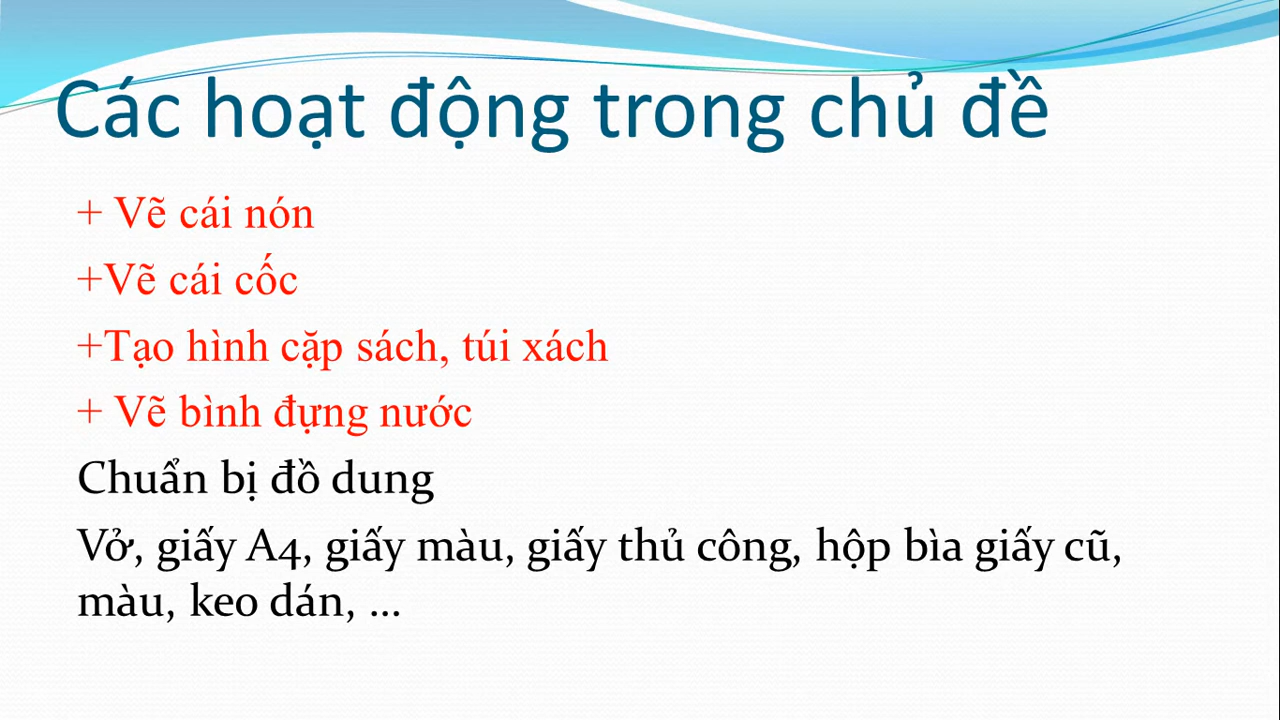 Các hoạt động trong chủ đề
+ Vẽ cái nón
+Vẽ cái cốc
+Tạo hình cặp sách, túi xách
+ Vẽ bình đựng nước
Chuẩn bị đồ dung
Vở, giấy A4, giấy màu, giấy thủ công, hộp bìa giấy cũ,
màu, keo dán, ...